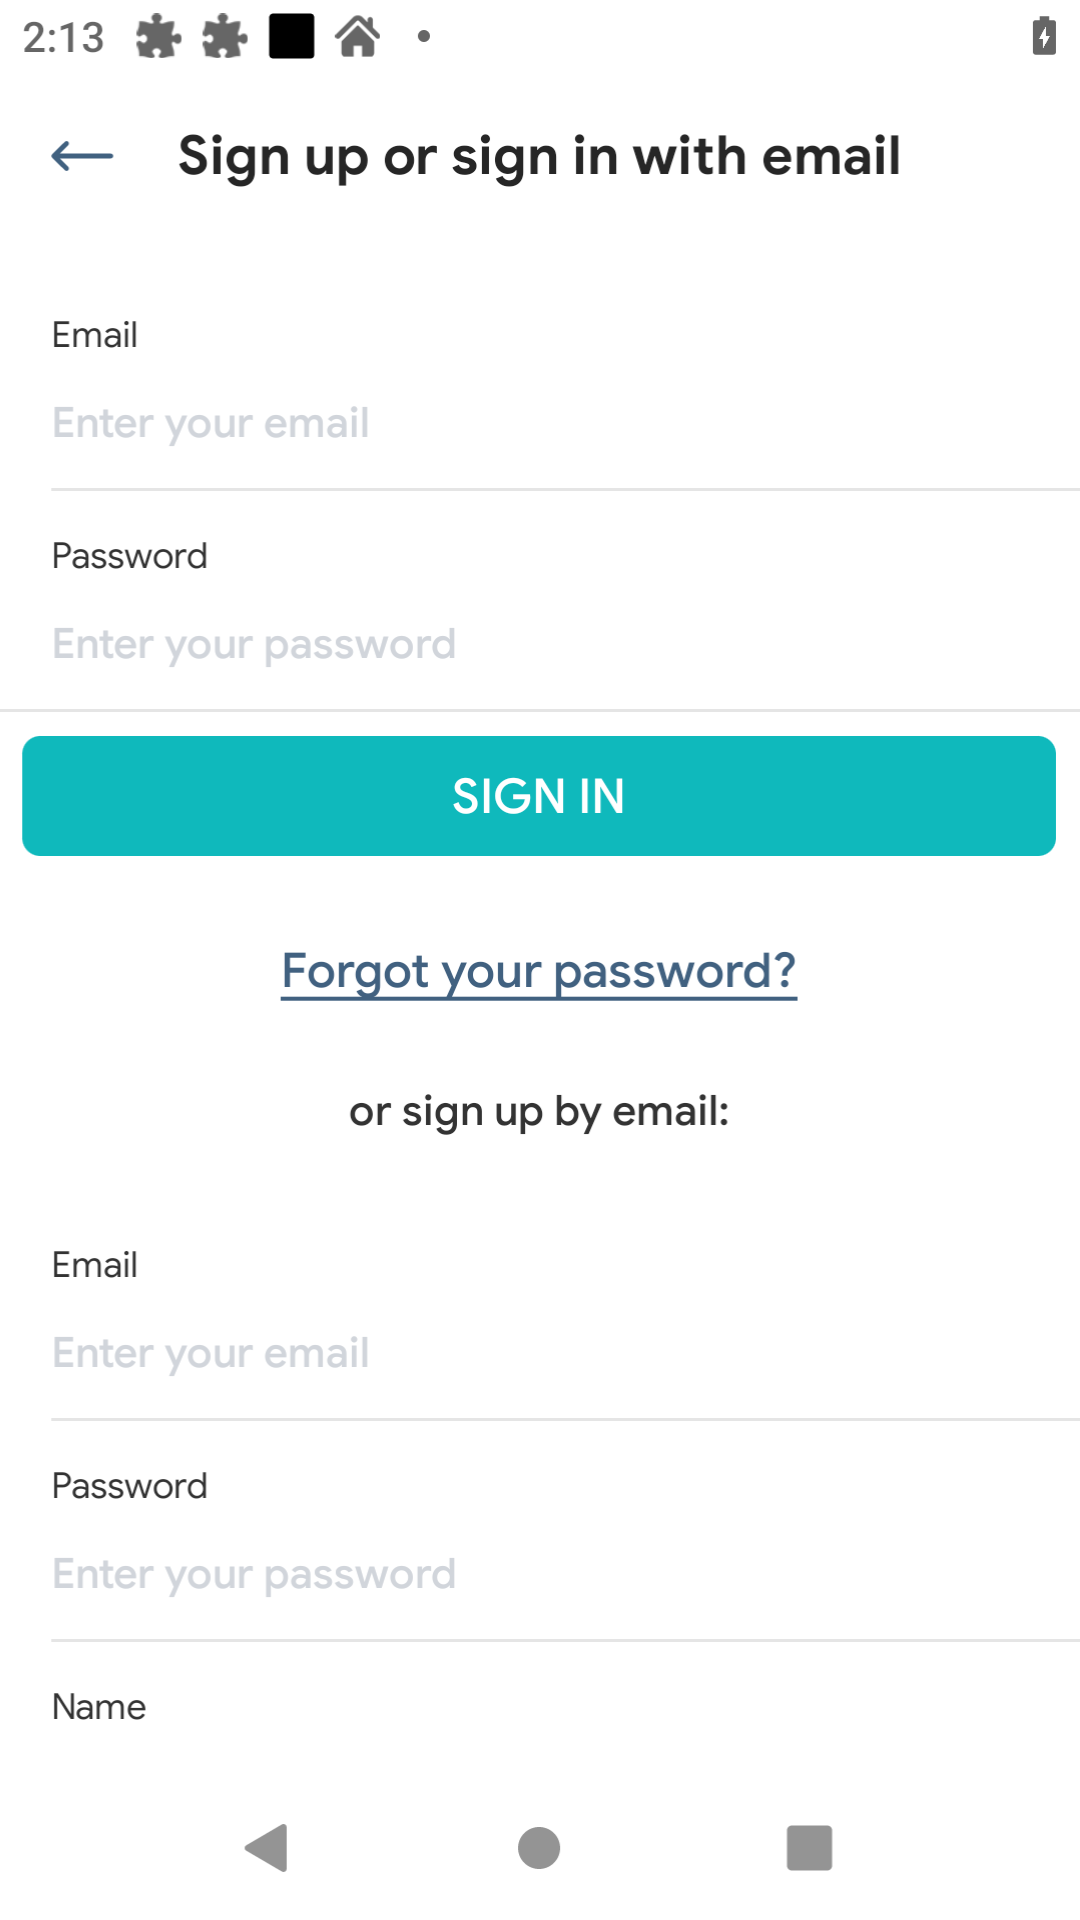 2:13
Sign up or sign in with email
Email
Enter your email
Password
Enter your password
SIGN IN
Forgot your password?
or sign up by email:
Email
Enter your email
Password
Enter your password
Name